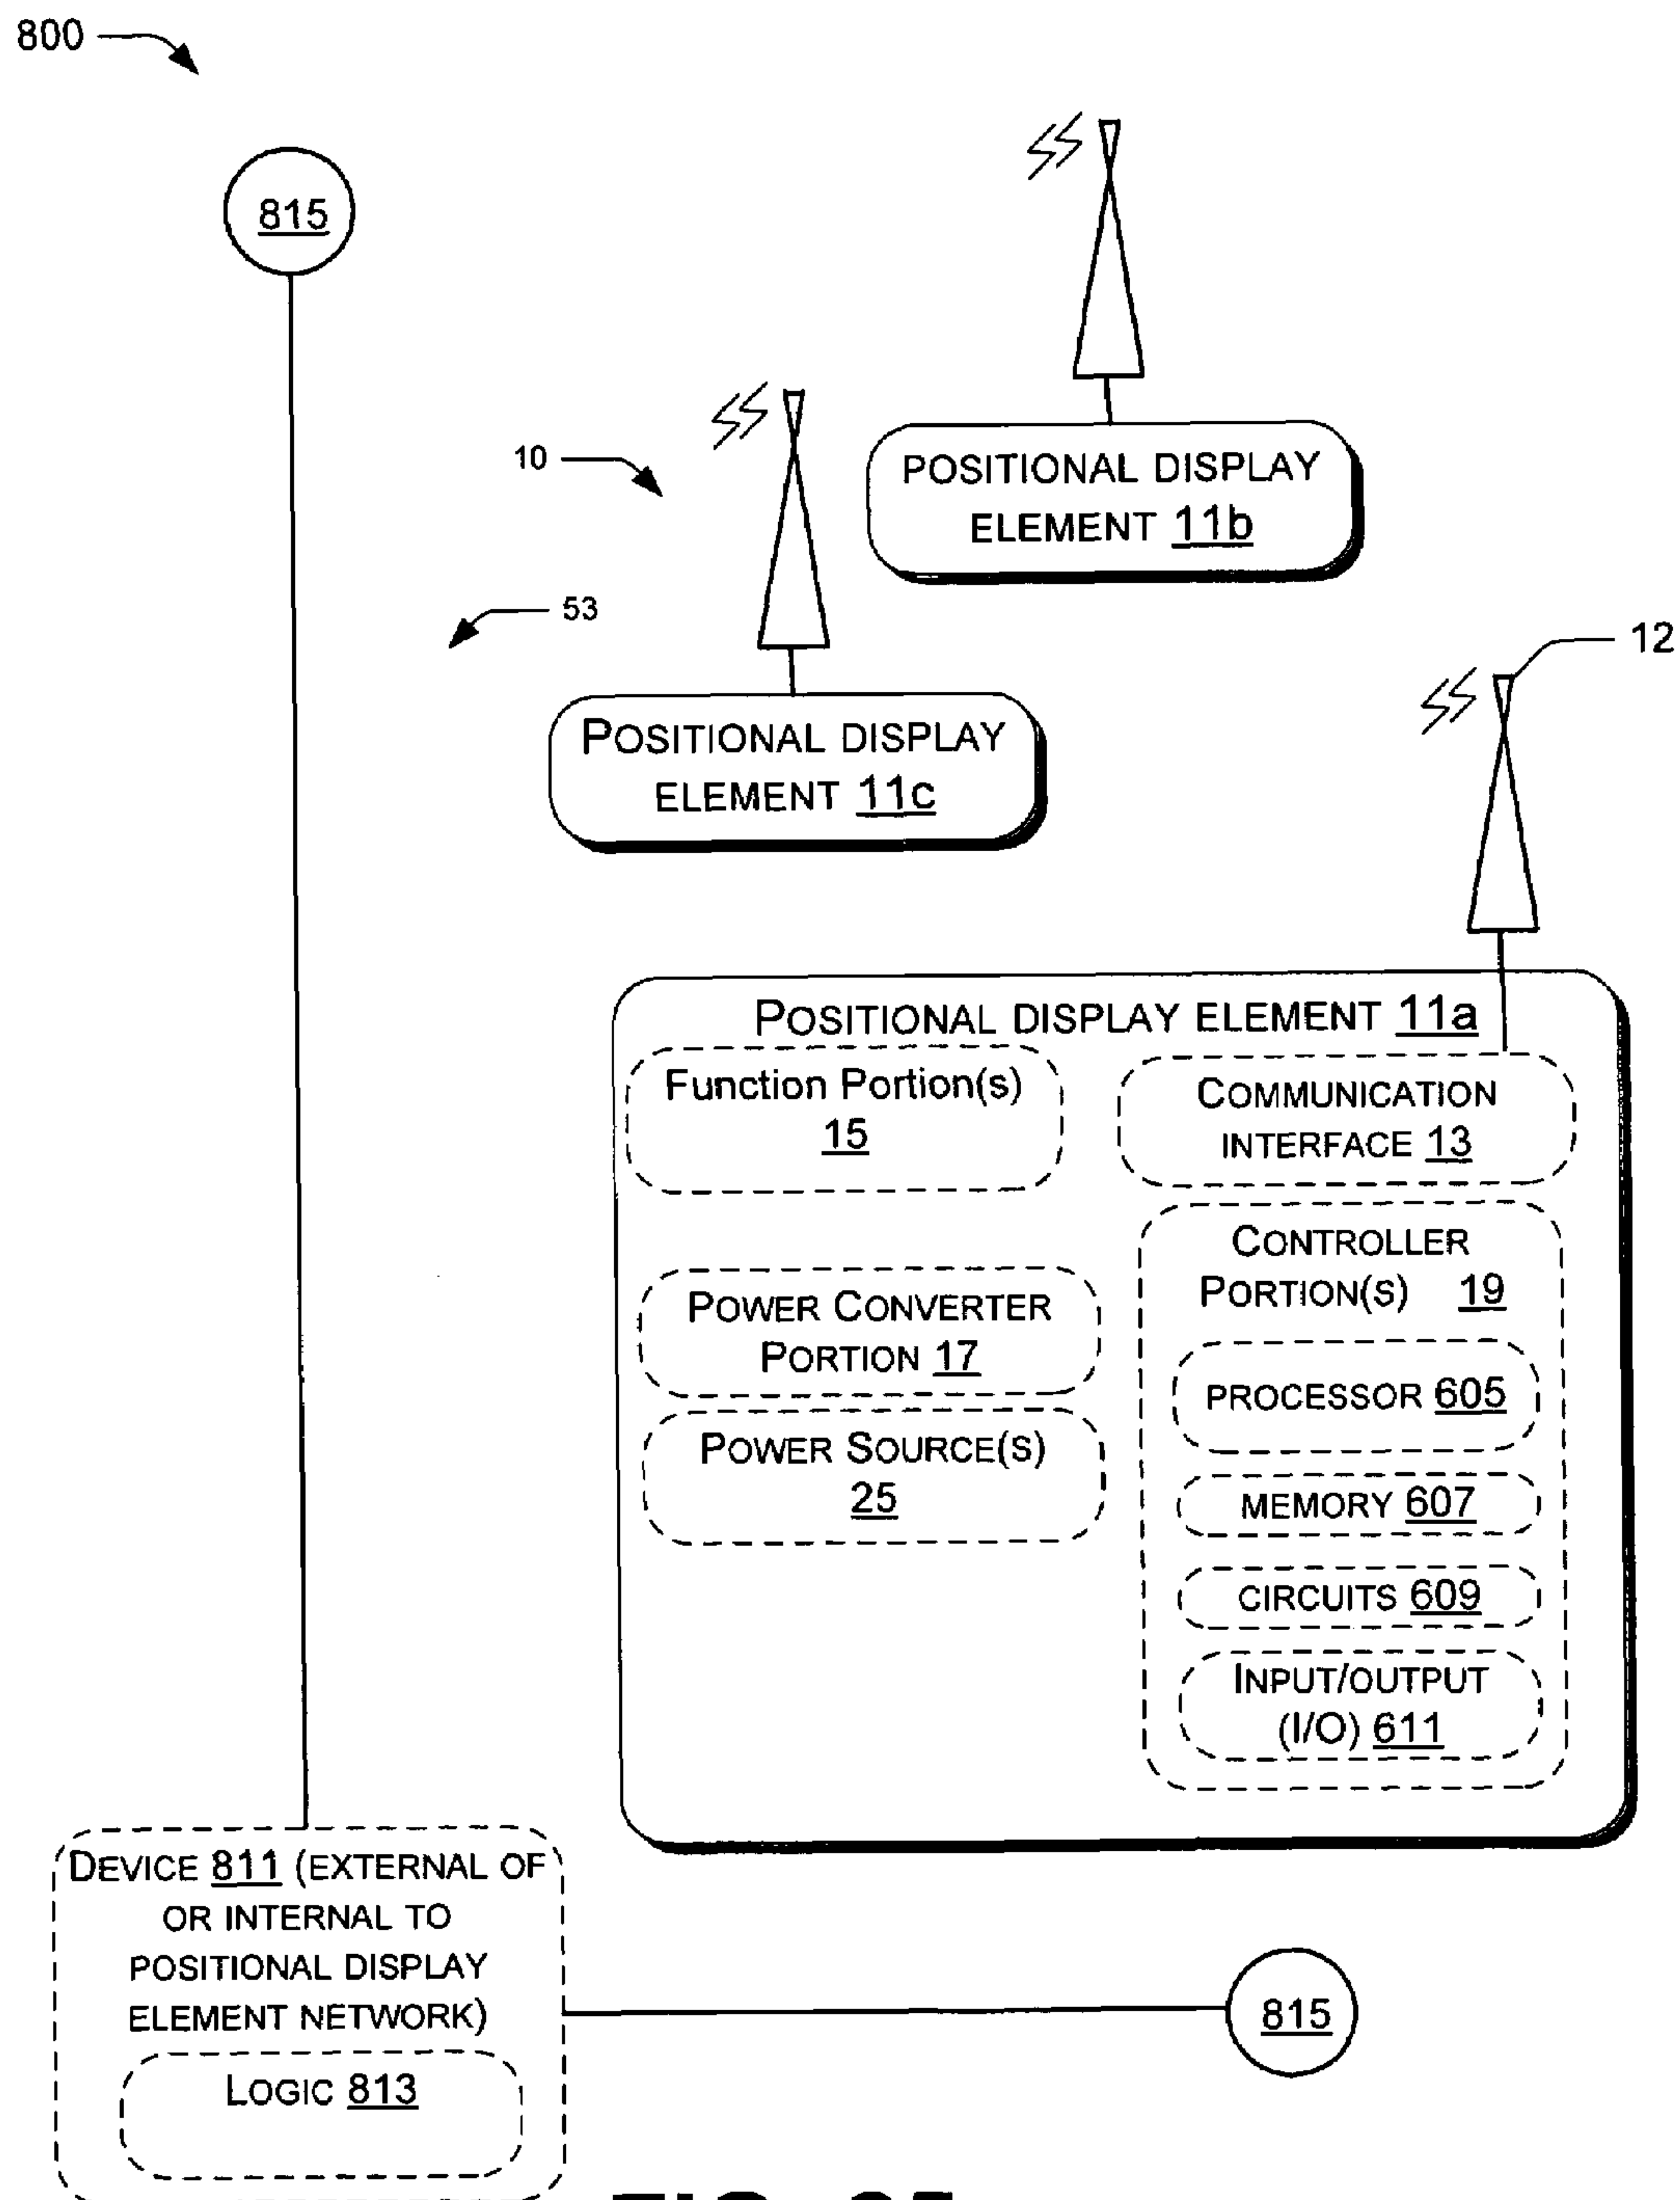 800
815
10
POSITIONAL DISPLAY
ELEMENT 11b
53
12
POSITIONAL DISPLAY
ELEMENT 11c
POSITIONAL DISPLAY ELEMENT 11a
Function Portion(s)
15
COMMUNICATION
INTERFACE 13
POWER CONVERTER
PORTION 17
POWER SOURCE(S)
25
CONTROLLER
PORTION(S) 19
PROCESSOR 605
MEMORY 607
CIRCUITS 609
INPUT/OUTPUT
(I/O) 611
DEVICE 811 (EXTERNAL OF
OR INTERNAL TO
POSITIONAL DISPLAY
ELEMENT NETWORK)
LOGIC 813
815